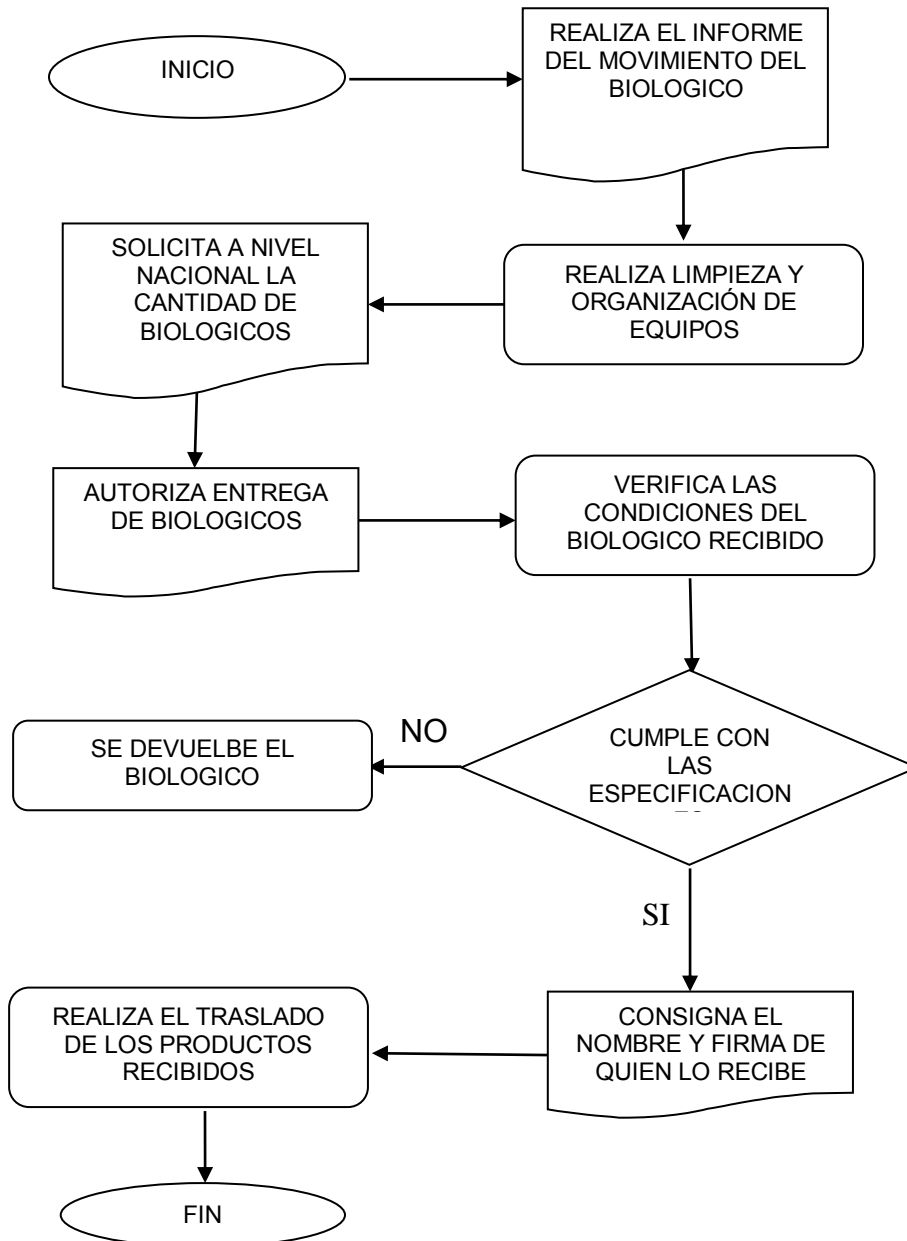 INICIO
REALIZA EL INFORME
DEL MOVIMIENTO DEL
BIOLOGICO
REALIZA LIMPIEZA Y
ORGANIZACIÓN DE
EQUIPOS
SOLICITA A NIVEL
NACIONAL LA
CANTIDAD DE
BIOLOGICOS
AUTORIZA ENTREGA
DE BIOLOGICOS
VERIFICA LAS
CONDICIONES DEL
BIOLOGICO RECIBIDO
CUMPLE CON
LAS
ESPECIFICACION
NO
SE DEVUELBE EL
BIOLOGICO
SI
CONSIGNA EL
NOMBRE Y FIRMA DE
QUIEN LO RECIBE
REALIZA EL TRASLADO
DE LOS PRODUCTOS
RECIBIDOS
FIN